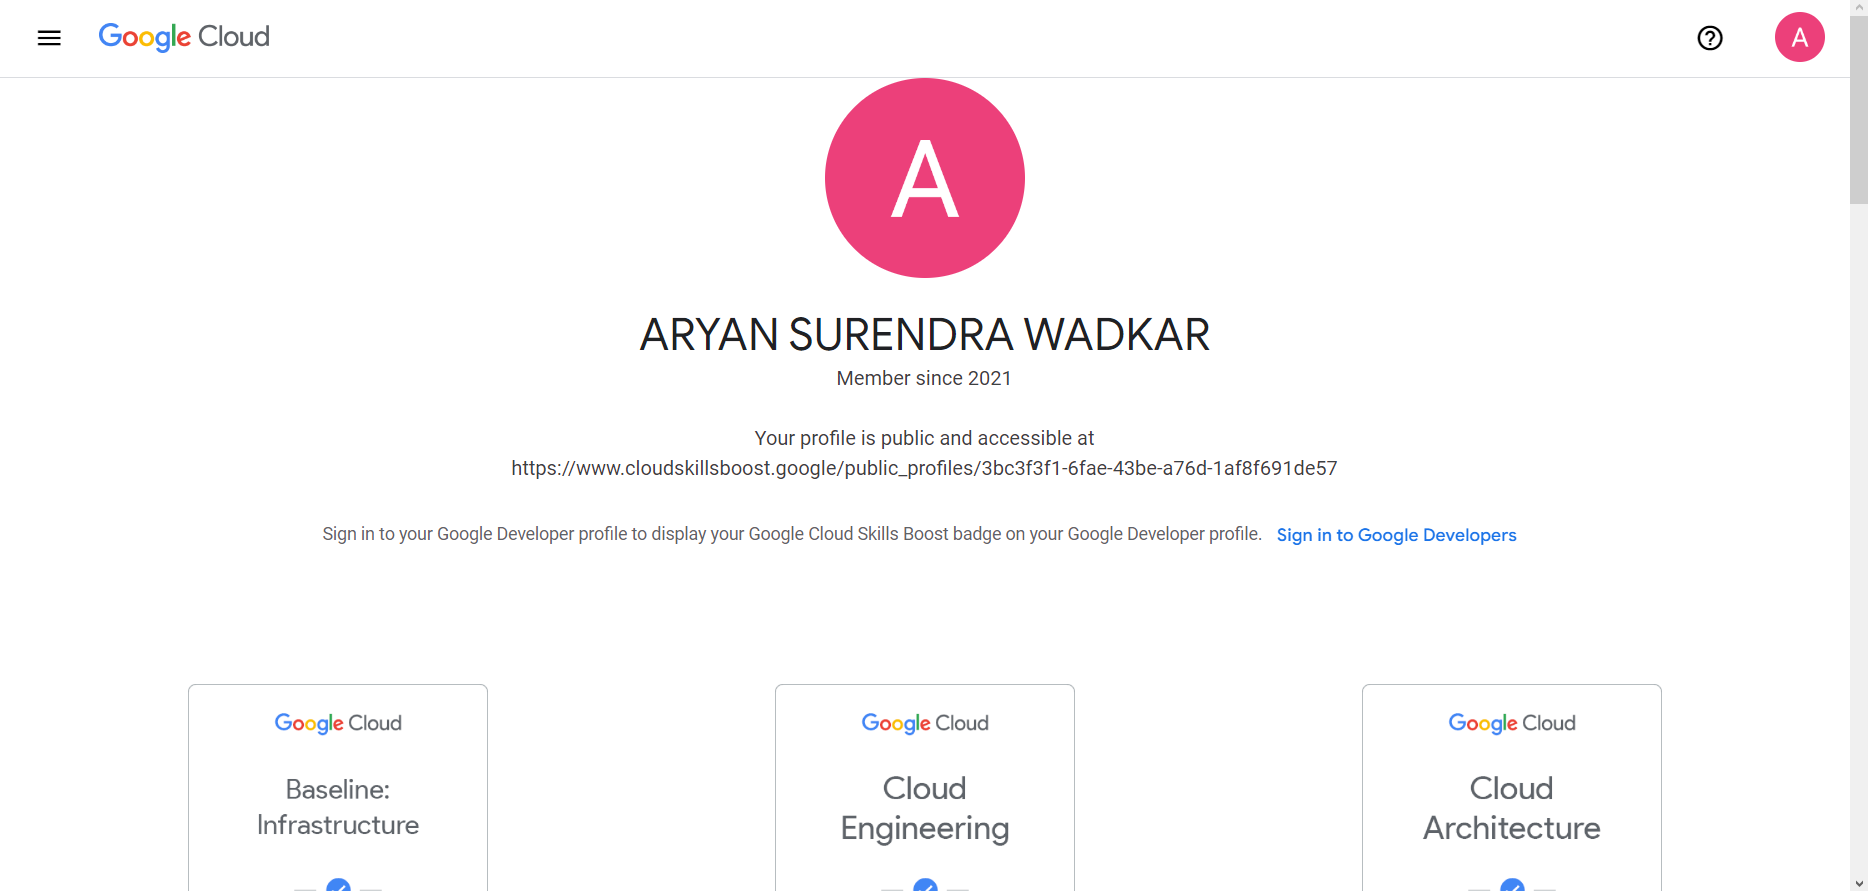 Google Cloud
A
A
ARYAN SURENDRA WADKAR
Member since 2021
Your profile is public and accessible at
https://www.cloudskillsboost.google/public_profiles/3bc3f3f1-6fae-43be-a76d-1af8f691de57
Sign in to your Google Developer profile to display your Google Cloud Skills Boost badge on your Google Developer profile. Sign in to Google Developers
Google Cloud
Baseline:
Infrastructure
Google Cloud
Cloud
Engineering
Google Cloud
Cloud
Architecture